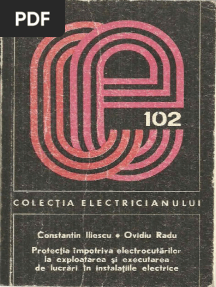 PDF
102
COLECȚIA ELECTRICIANULUI
Constantin Iliescu • Ovidiu Radu
Protecția împotriva electrocutărilor
la exploatarea și executarea
de lucrări în instalațiile electrice